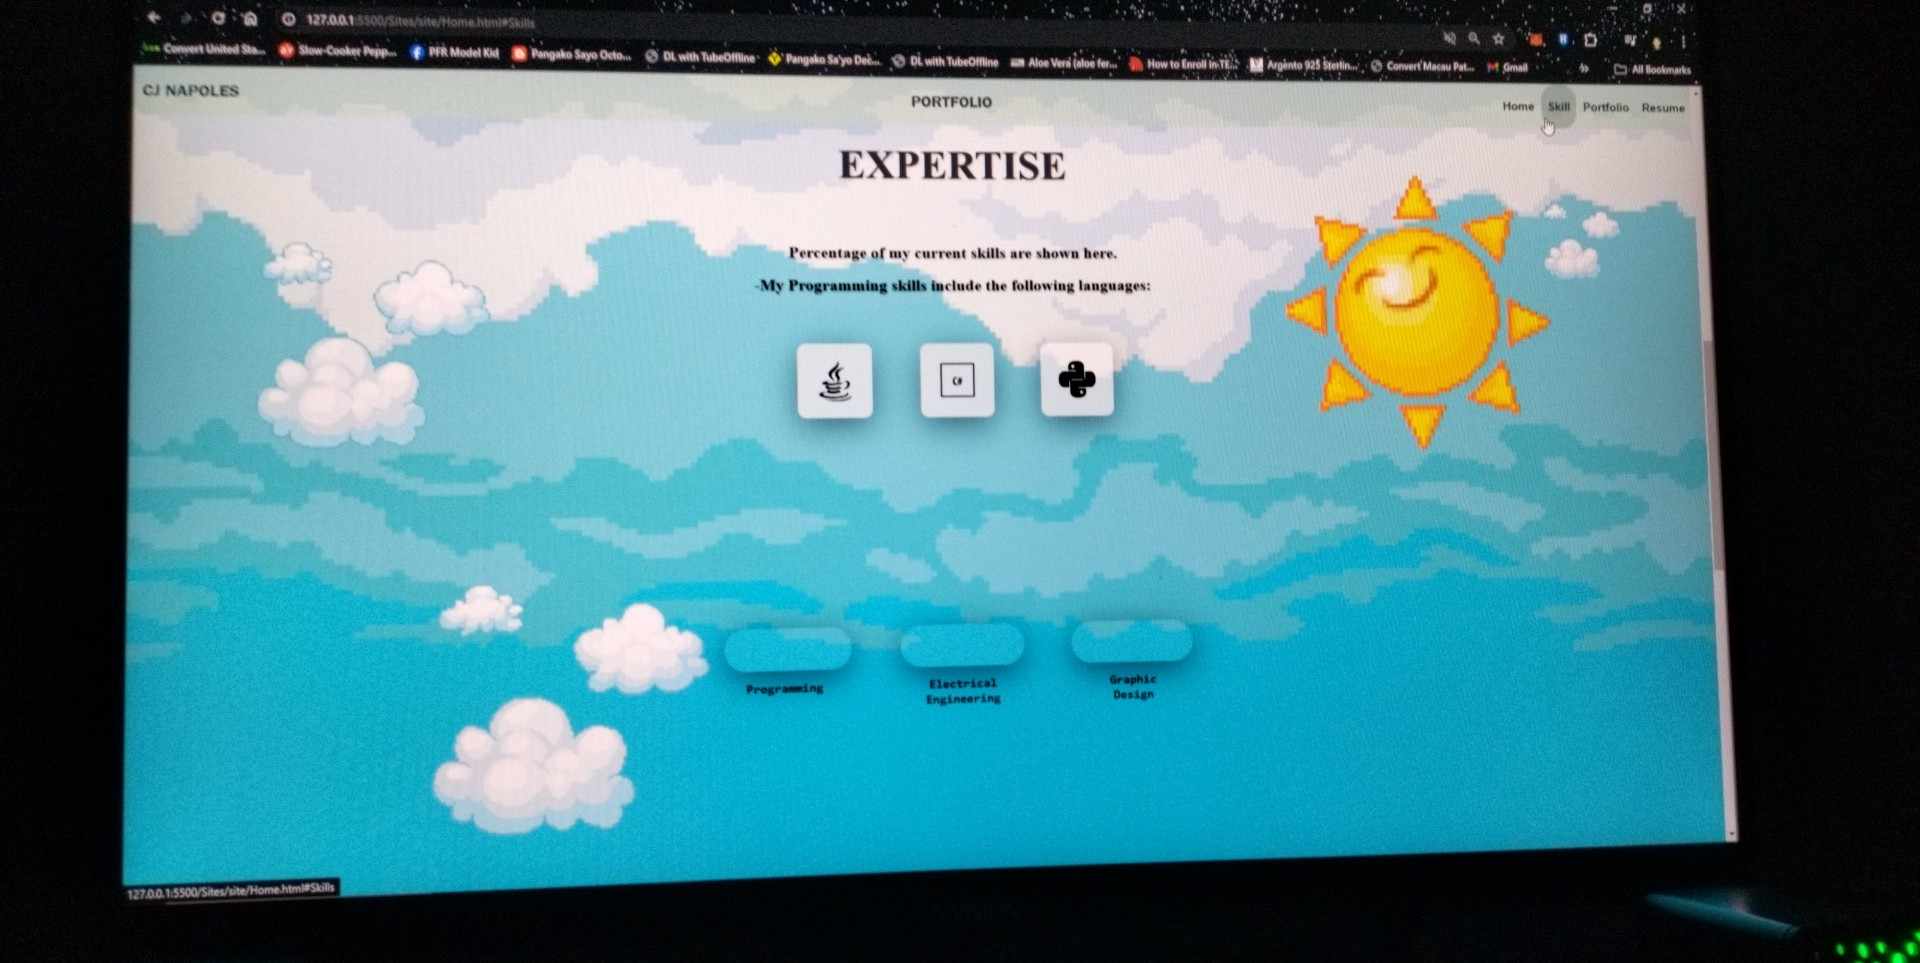 127.0.0.1:5500/Sites/site/Home.html#Skills
Convert United Sta... Slow-Cooker Pepp... PFR Model Kid Pangako Sayo Octo... DL with TubeOffline Pangako Sa'yo Dec... DL with TubeOffline Aloe Vera (aloe fer... How to Enroll in TE... Argento 925 Sterlin... Convert Macau Pat... Gmail All Bookmarks
CJ NAPOLES PORTFOLIO Home Skill Portfolio Resume
EXPERTISE
Percentage of my current skills are shown here.
-My Programming skills include the following languages:
C#
Programming Electrical Engineering Graphic Design
127.0.0.1:5500/Sites/site/Home.html#Skills